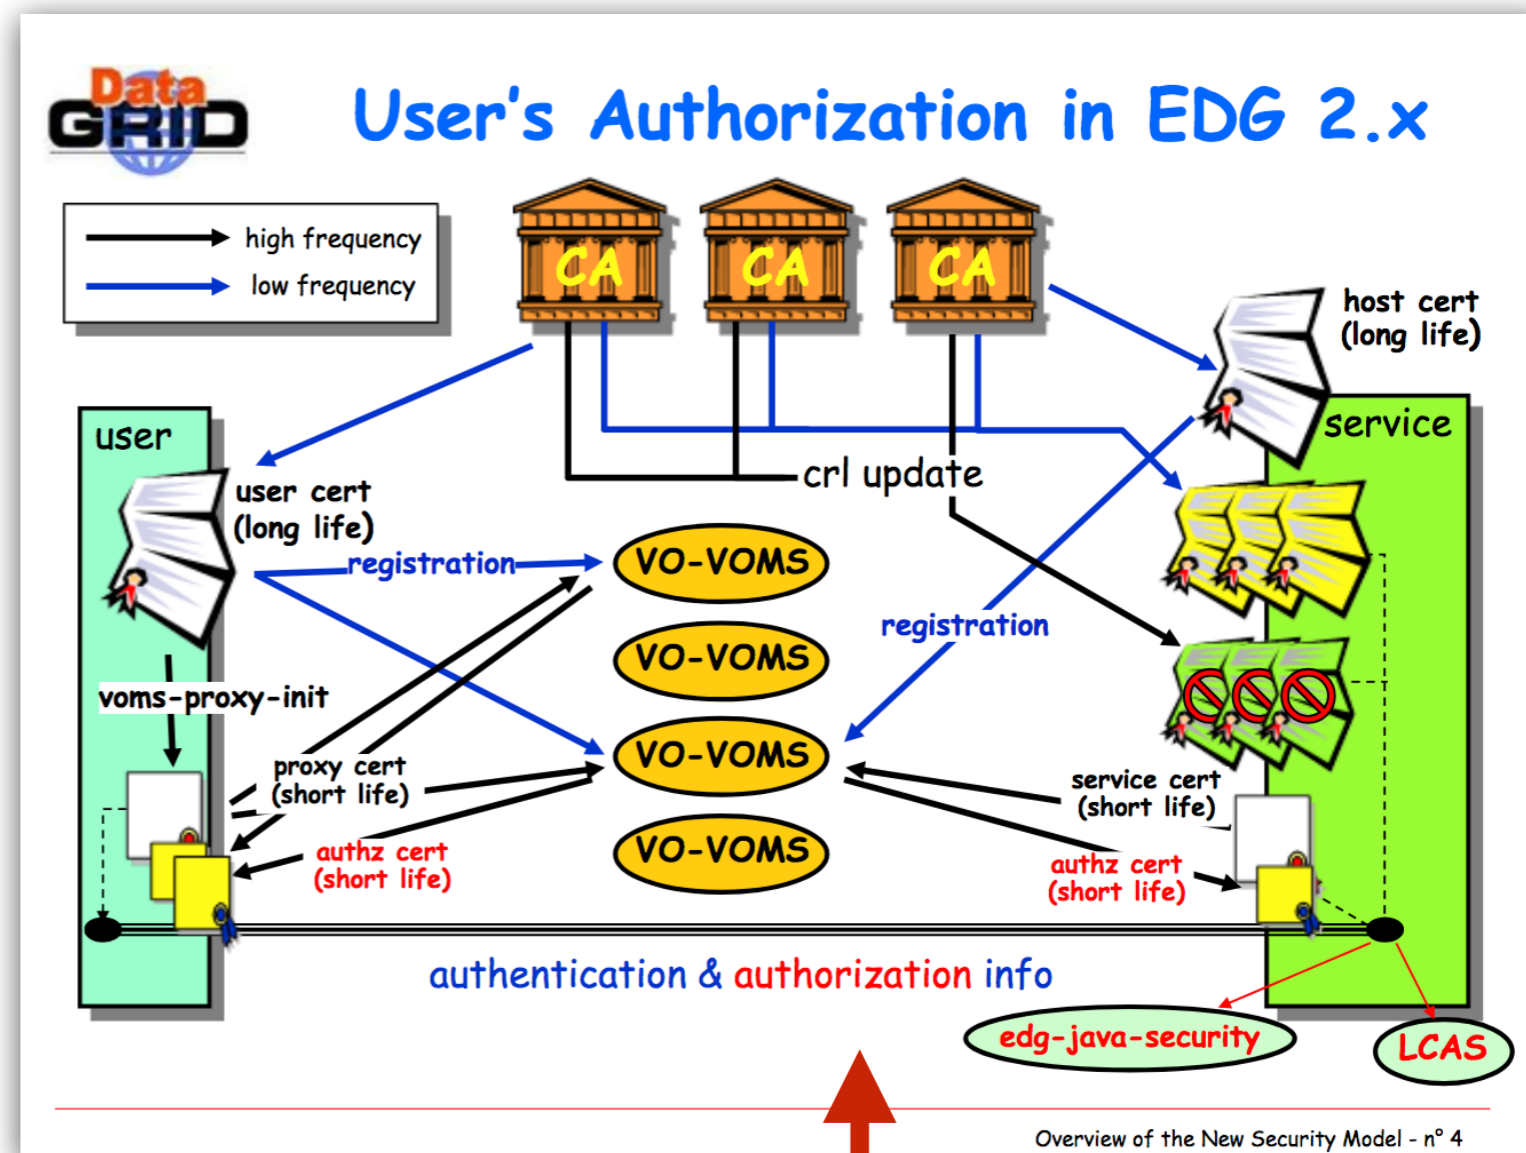 Data
GRID
User's Authorization in EDG 2.x
high frequency
low frequency
CA
CA
CA
host cert
(long life)
user
service
user cert
(long life)
crl update
registration
VO-VOMS
registration
VO-VOMS
voms-proxy-init
VO-VOMS
proxy cert
(short life)
service cert
(short life)
VO-VOMS
authz cert
(short life)
authz cert
(short life)
authentication & authorization info
edg-java-security
LCAS
Overview of the New Security Model - n° 4